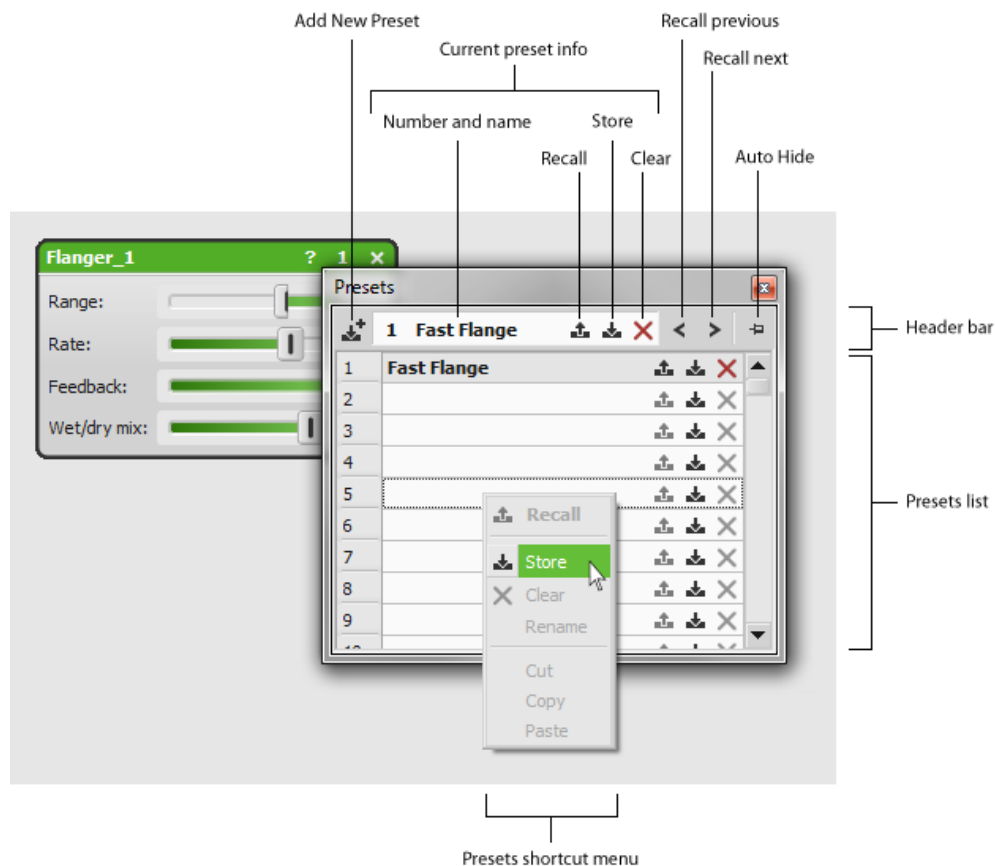 Add New Preset
Recall previous
Current preset info
Recall next
Number and name
Store
Recall
Clear
Auto Hide
Flanger_1 ? 1 ×
Range:
Rate:
Feedback:
Wet/dry mix:
Presets
1 Fast Flange
< >
Header bar
1 Fast Flange
2
3
4
5
6
7
8
9
Presets list
Recall
Store
Clear
Rename
Cut
Copy
Paste
Presets shortcut menu